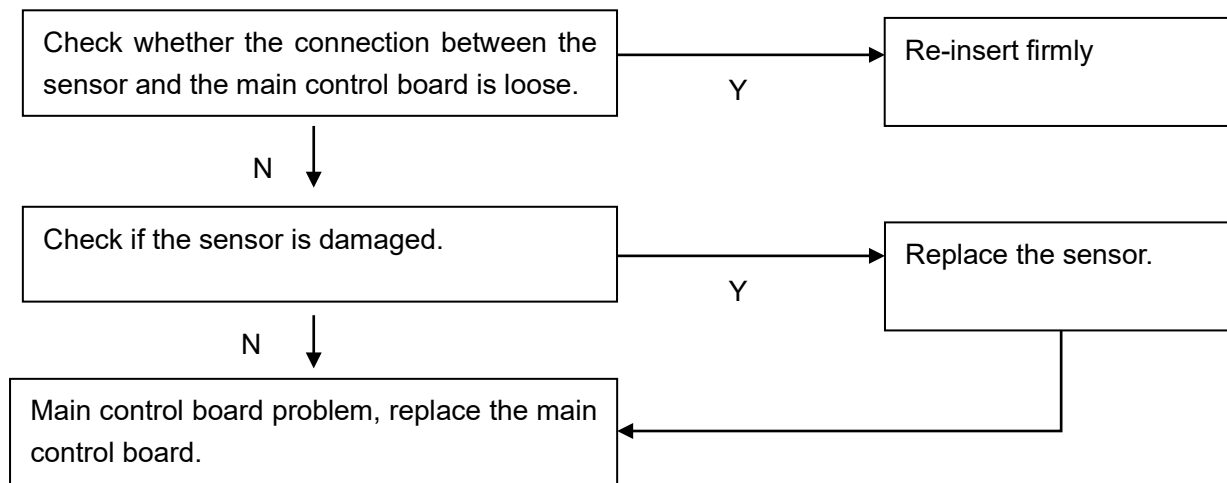 Check whether the connection between the
sensor and the main control board is loose.
Y
Re-insert firmly
N
Check if the sensor is damaged.
Y
Replace the sensor.
N
Main control board problem, replace the main
control board.